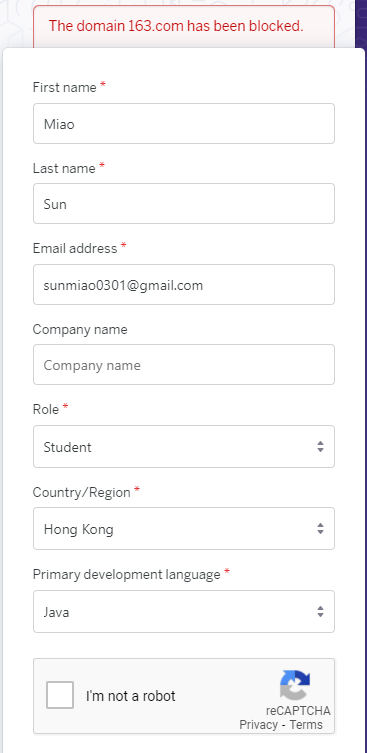 The domain 163.com has been blocked.
First name *
Miao
Last name *
Sun
Email address *
sunmiao0301@gmail.com
Company name
Company name
Role *
Student
Country/Region *
Hong Kong
Primary development language *
Java
I'm not a robot
reCAPTCHA
Privacy - Terms